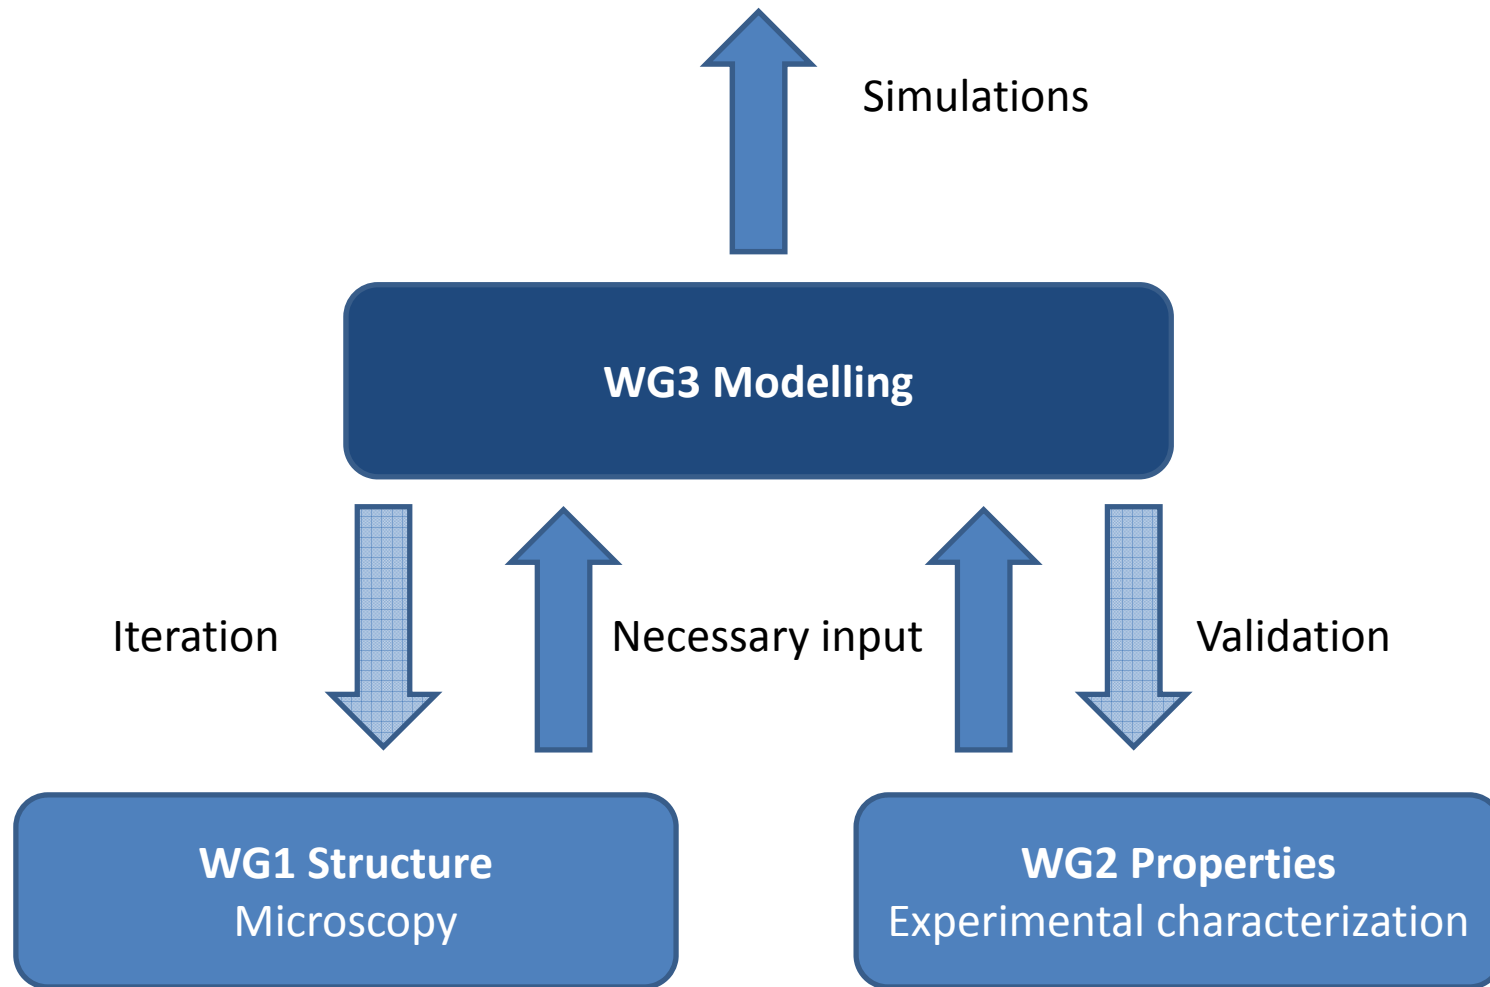 Simulations
WG3 Modelling
Iteration
Necessary input
Validation
WG1 Structure
Microscopy
WG2 Properties
Experimental characterization